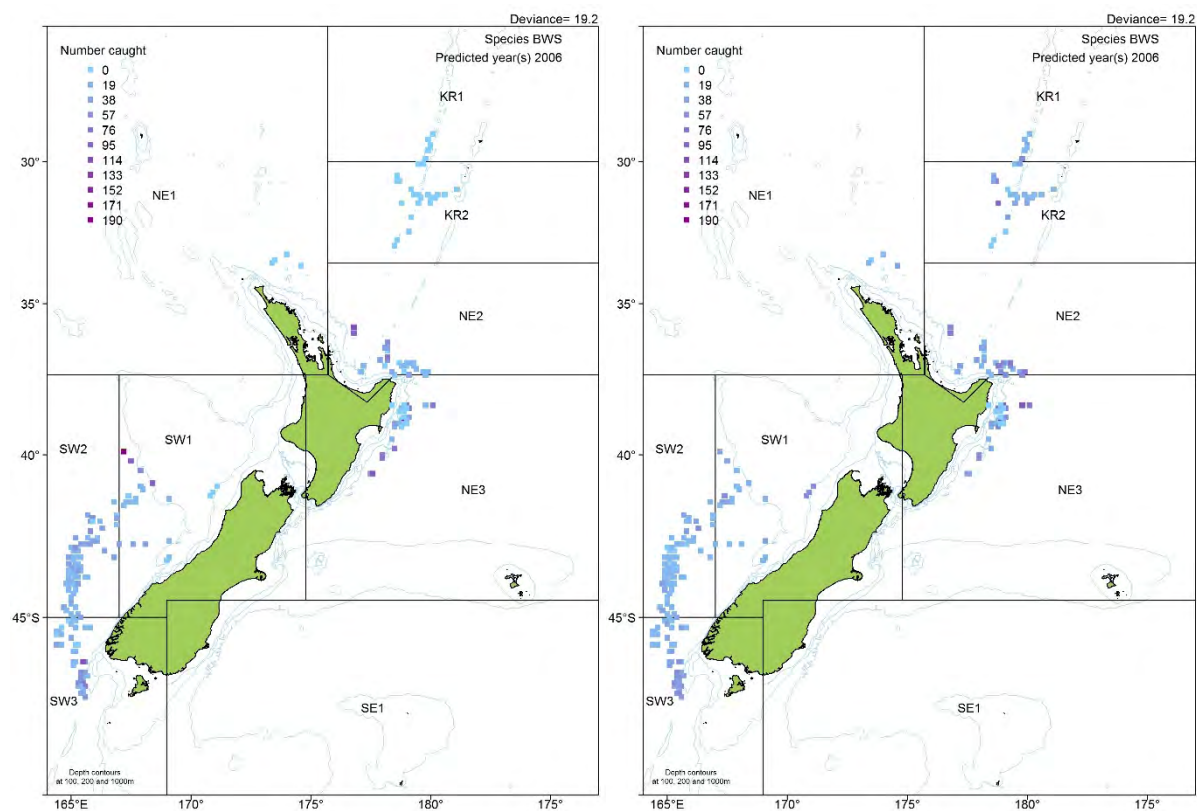 Deviance= 19.2
Species BWS
Predicted year(s) 2006
Number caught
0
19
38
57
76
95
114
133
152
171
190
KR1
30°
NE1
KR2
35°
NE2
SW2
SW1
40°
NE3
45°S
SW3
SE1
Depth contours
at 100, 200 and 1000m
165°E
170°
175°
180°
175°
Deviance= 19.2
Species BWS
Predicted year(s) 2006
Number caught
0
19
38
57
76
95
114
133
152
171
190
KR1
30°
NE1
KR2
35°
NE2
SW2
SW1
40°
NE3
45°S
SW3
SE1
Depth contours
at 100, 200 and 1000m
165°E
170°
175°
180°
175°